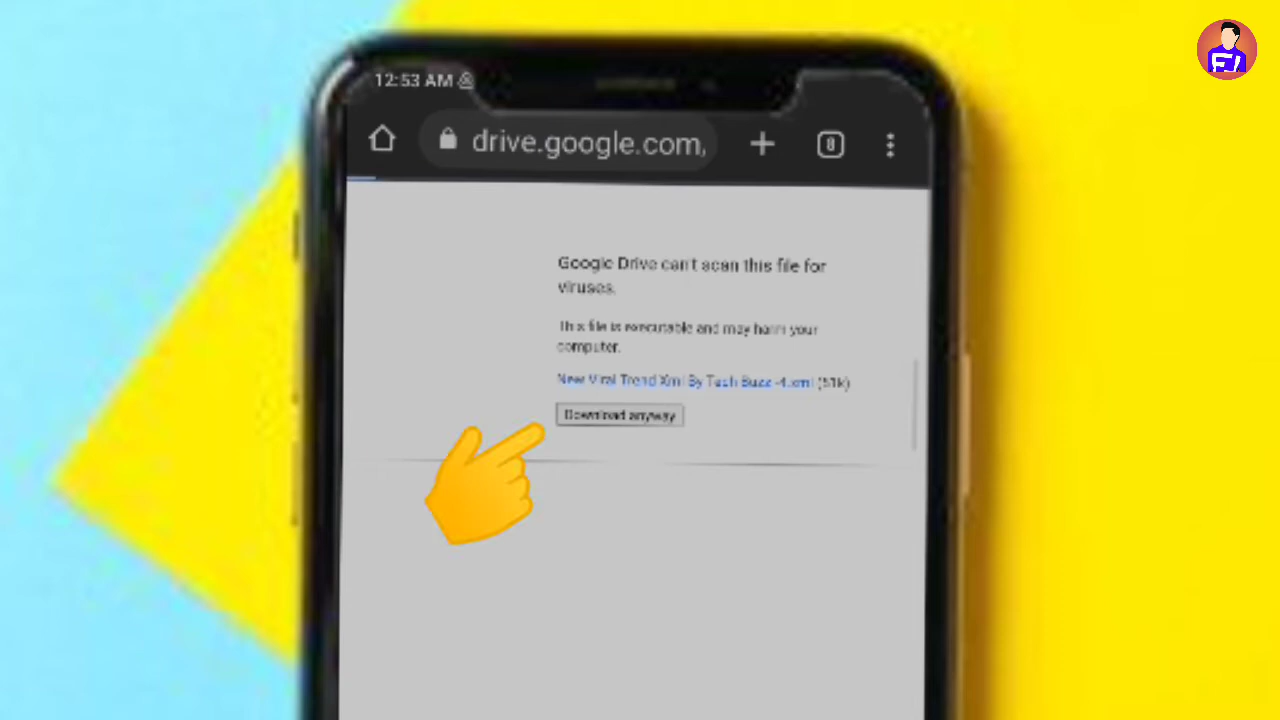 12:53 AM
drive.google.com,
8
Google Drive can't scan this file for
viruses.
This file is executable and may harm your
computer.
New Viral Trend Xml By Tech Buzz -4.xml (51k)
Download anyway
FJ